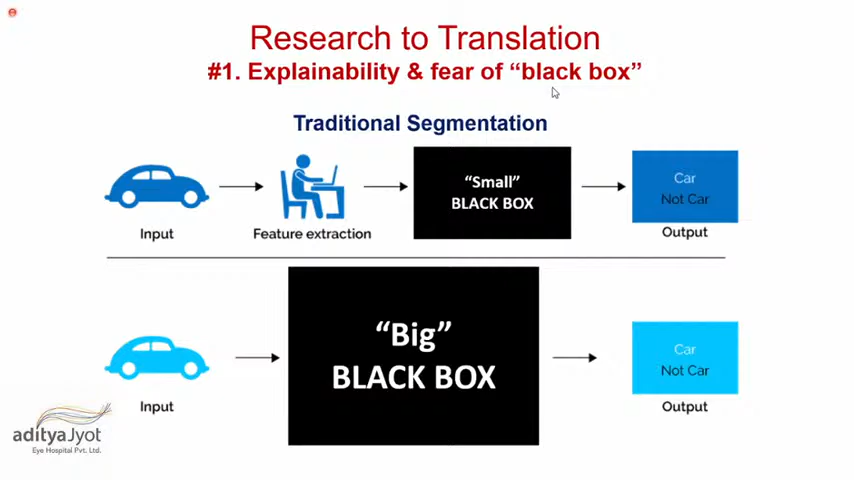 Research to Translation
#1. Explainability & fear of “black box”
Traditional Segmentation
Input
Feature extraction
“Small”
BLACK BOX
Car
Not Car
Output
Input
“Big”
BLACK BOX
Car
Not Car
Output
adityaJyot
Eye Hospital Pvt. Ltd.